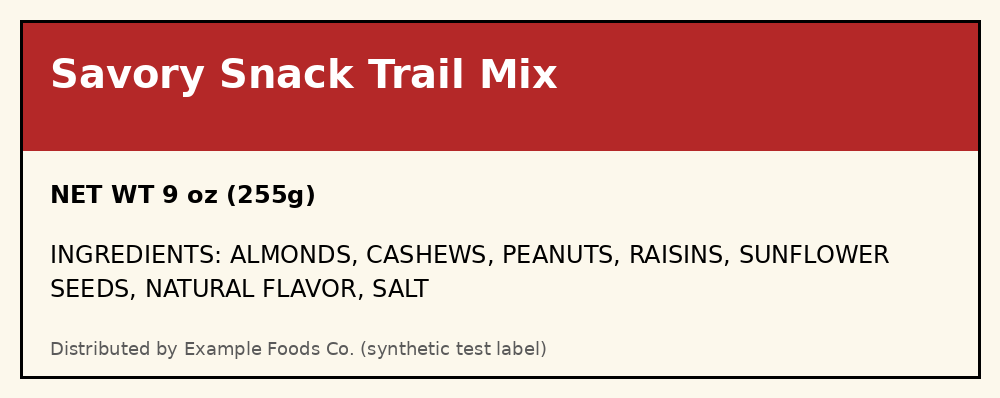 Savory Snack Trail Mix
NET WT 9 oz (255g)
INGREDIENTS: ALMONDS, CASHEWS, PEANUTS, RAISINS, SUNFLOWER
SEEDS, NATURAL FLAVOR, SALT
Distributed by Example Foods Co. (synthetic test label)